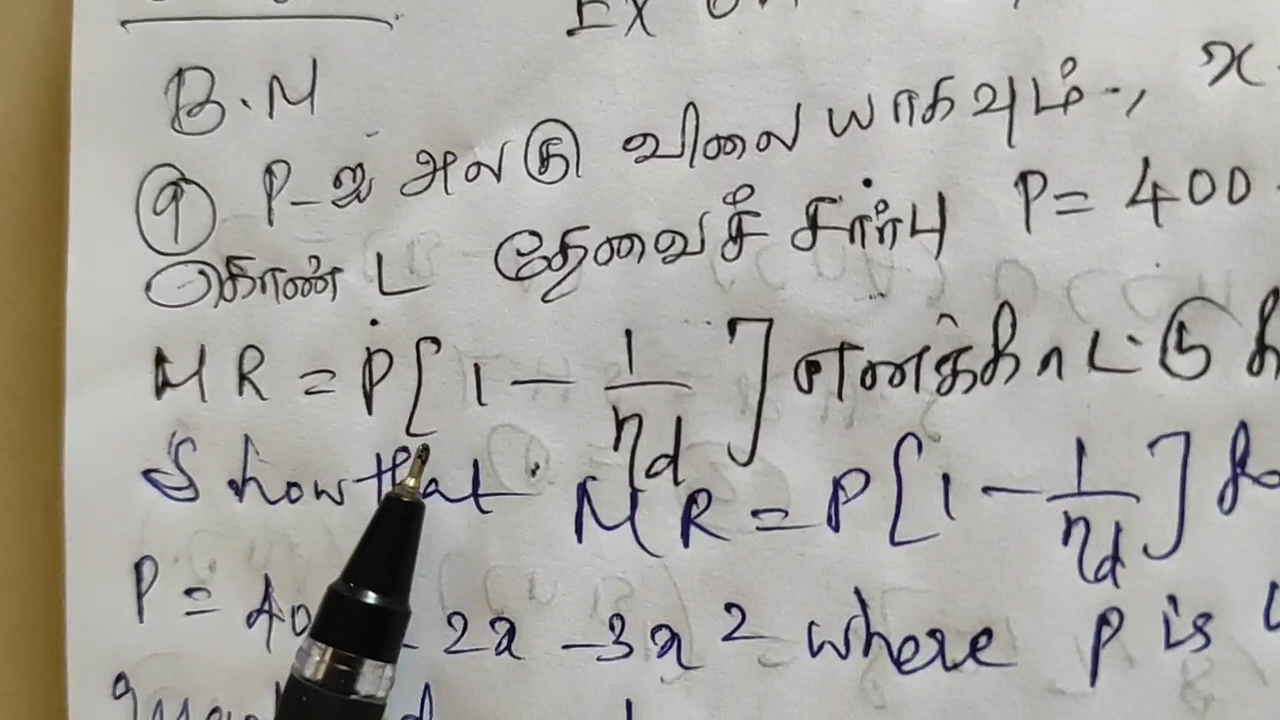 Ex
B.M
⑨ P-ஐ அலகு விலையாகவும், x
கொண்ட தேவைச் சார்பு P = 400
MR = P[1 - 1/ηd] எனக்காட்டுக
Show that MR = P[1 - 1/ηd] for
P = 40 - 2x - 3x² where p is